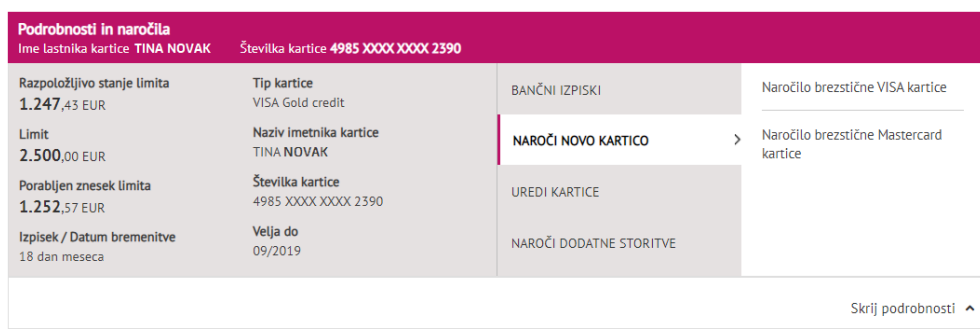 Podrobnosti in naročila
Ime lastnika kartice TINA NOVAK Številka kartice 4985 XXXX XXXX 2390
Razpoložljivo stanje limita
1.247,43 EUR
Limit
2.500,00 EUR
Porabljen znesek limita
1.252,57 EUR
Izpisek / Datum bremenitve
18 dan meseca
Tip kartice
VISA Gold credit
Naziv imetnika kartice
TINA NOVAK
Številka kartice
4985 XXXX XXXX 2390
Velja do
09/2019
BANČNI IZPISKI
NAROČI NOVO KARTICO
UREDI KARTICE
NAROČI DODATNE STORITVE
Naročilo brezstične VISA kartice
Naročilo brezstične Mastercard
kartice
Skrij podrobnosti